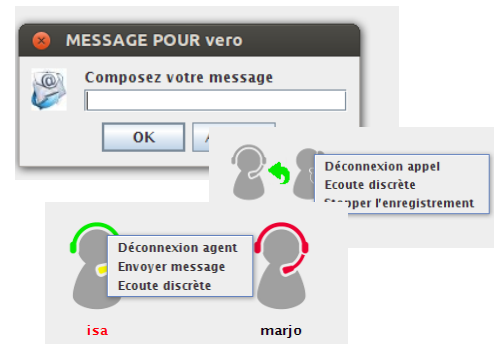 MESSAGE POUR vero
Composez votre message
OK
Déconnexion appel
Ecoute discrète
Stopper l'enregistrement
Déconnexion agent
Envoyer message
Ecoute discrète
isa
marjo